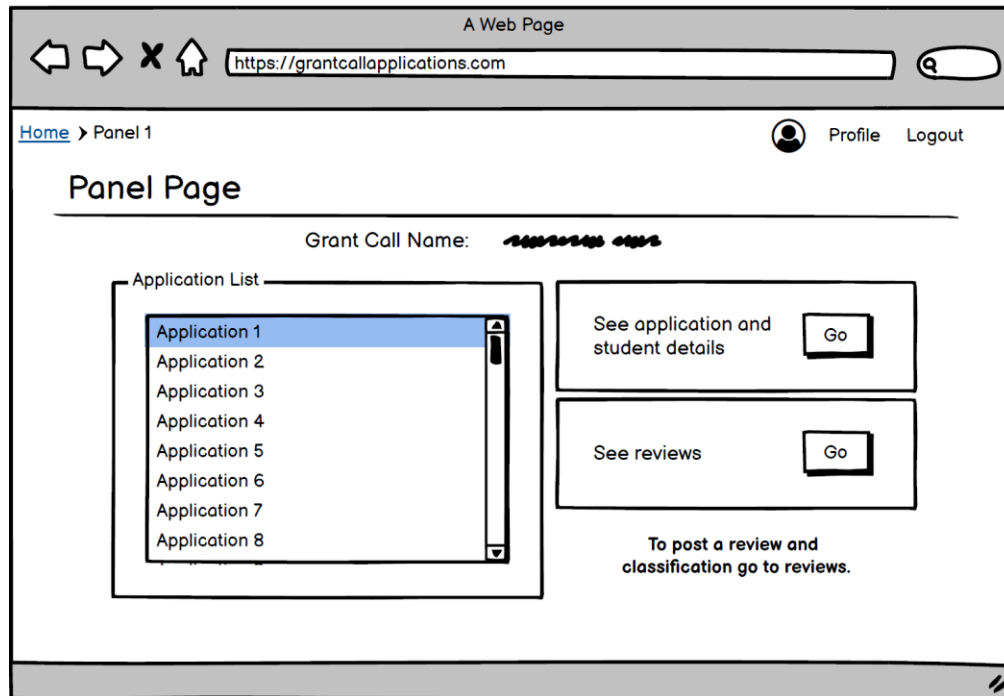 A Web Page
https://grantcallapplications.com
Home > Panel 1
Profile
Logout
Panel Page
Grant Call Name:
Application List
Application 1
Application 2
Application 3
Application 4
Application 5
Application 6
Application 7
Application 8
See application and
student details
Go
See reviews
Go
To post a review and
classification go to reviews.